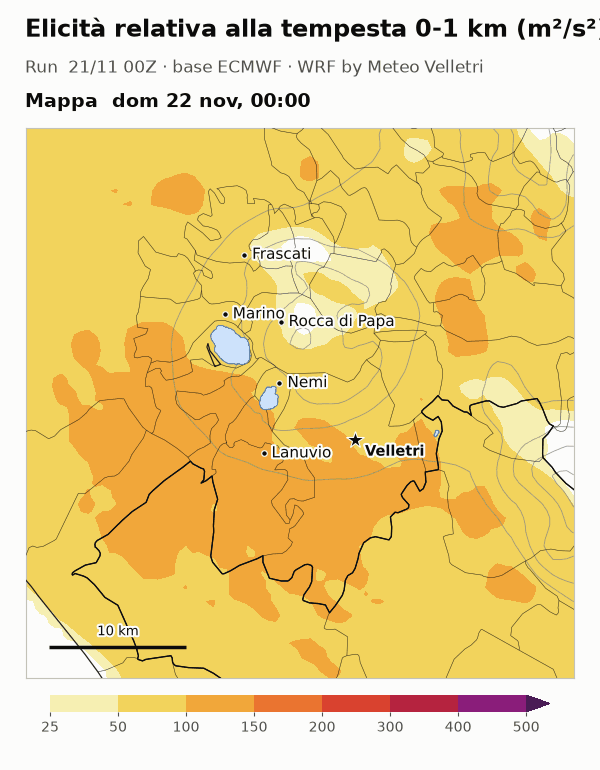 Elicità relativa alla tempesta 0-1 km (m²/s²)
Run  21/11 00Z · base ECMWF · WRF by Meteo Velletri
Mappa  dom 22 nov, 00:00
Frascati
Marino
Rocca di Papa
Nemi
Lanuvio
Velletri
10 km
25 50 100 150 200 300 400 500